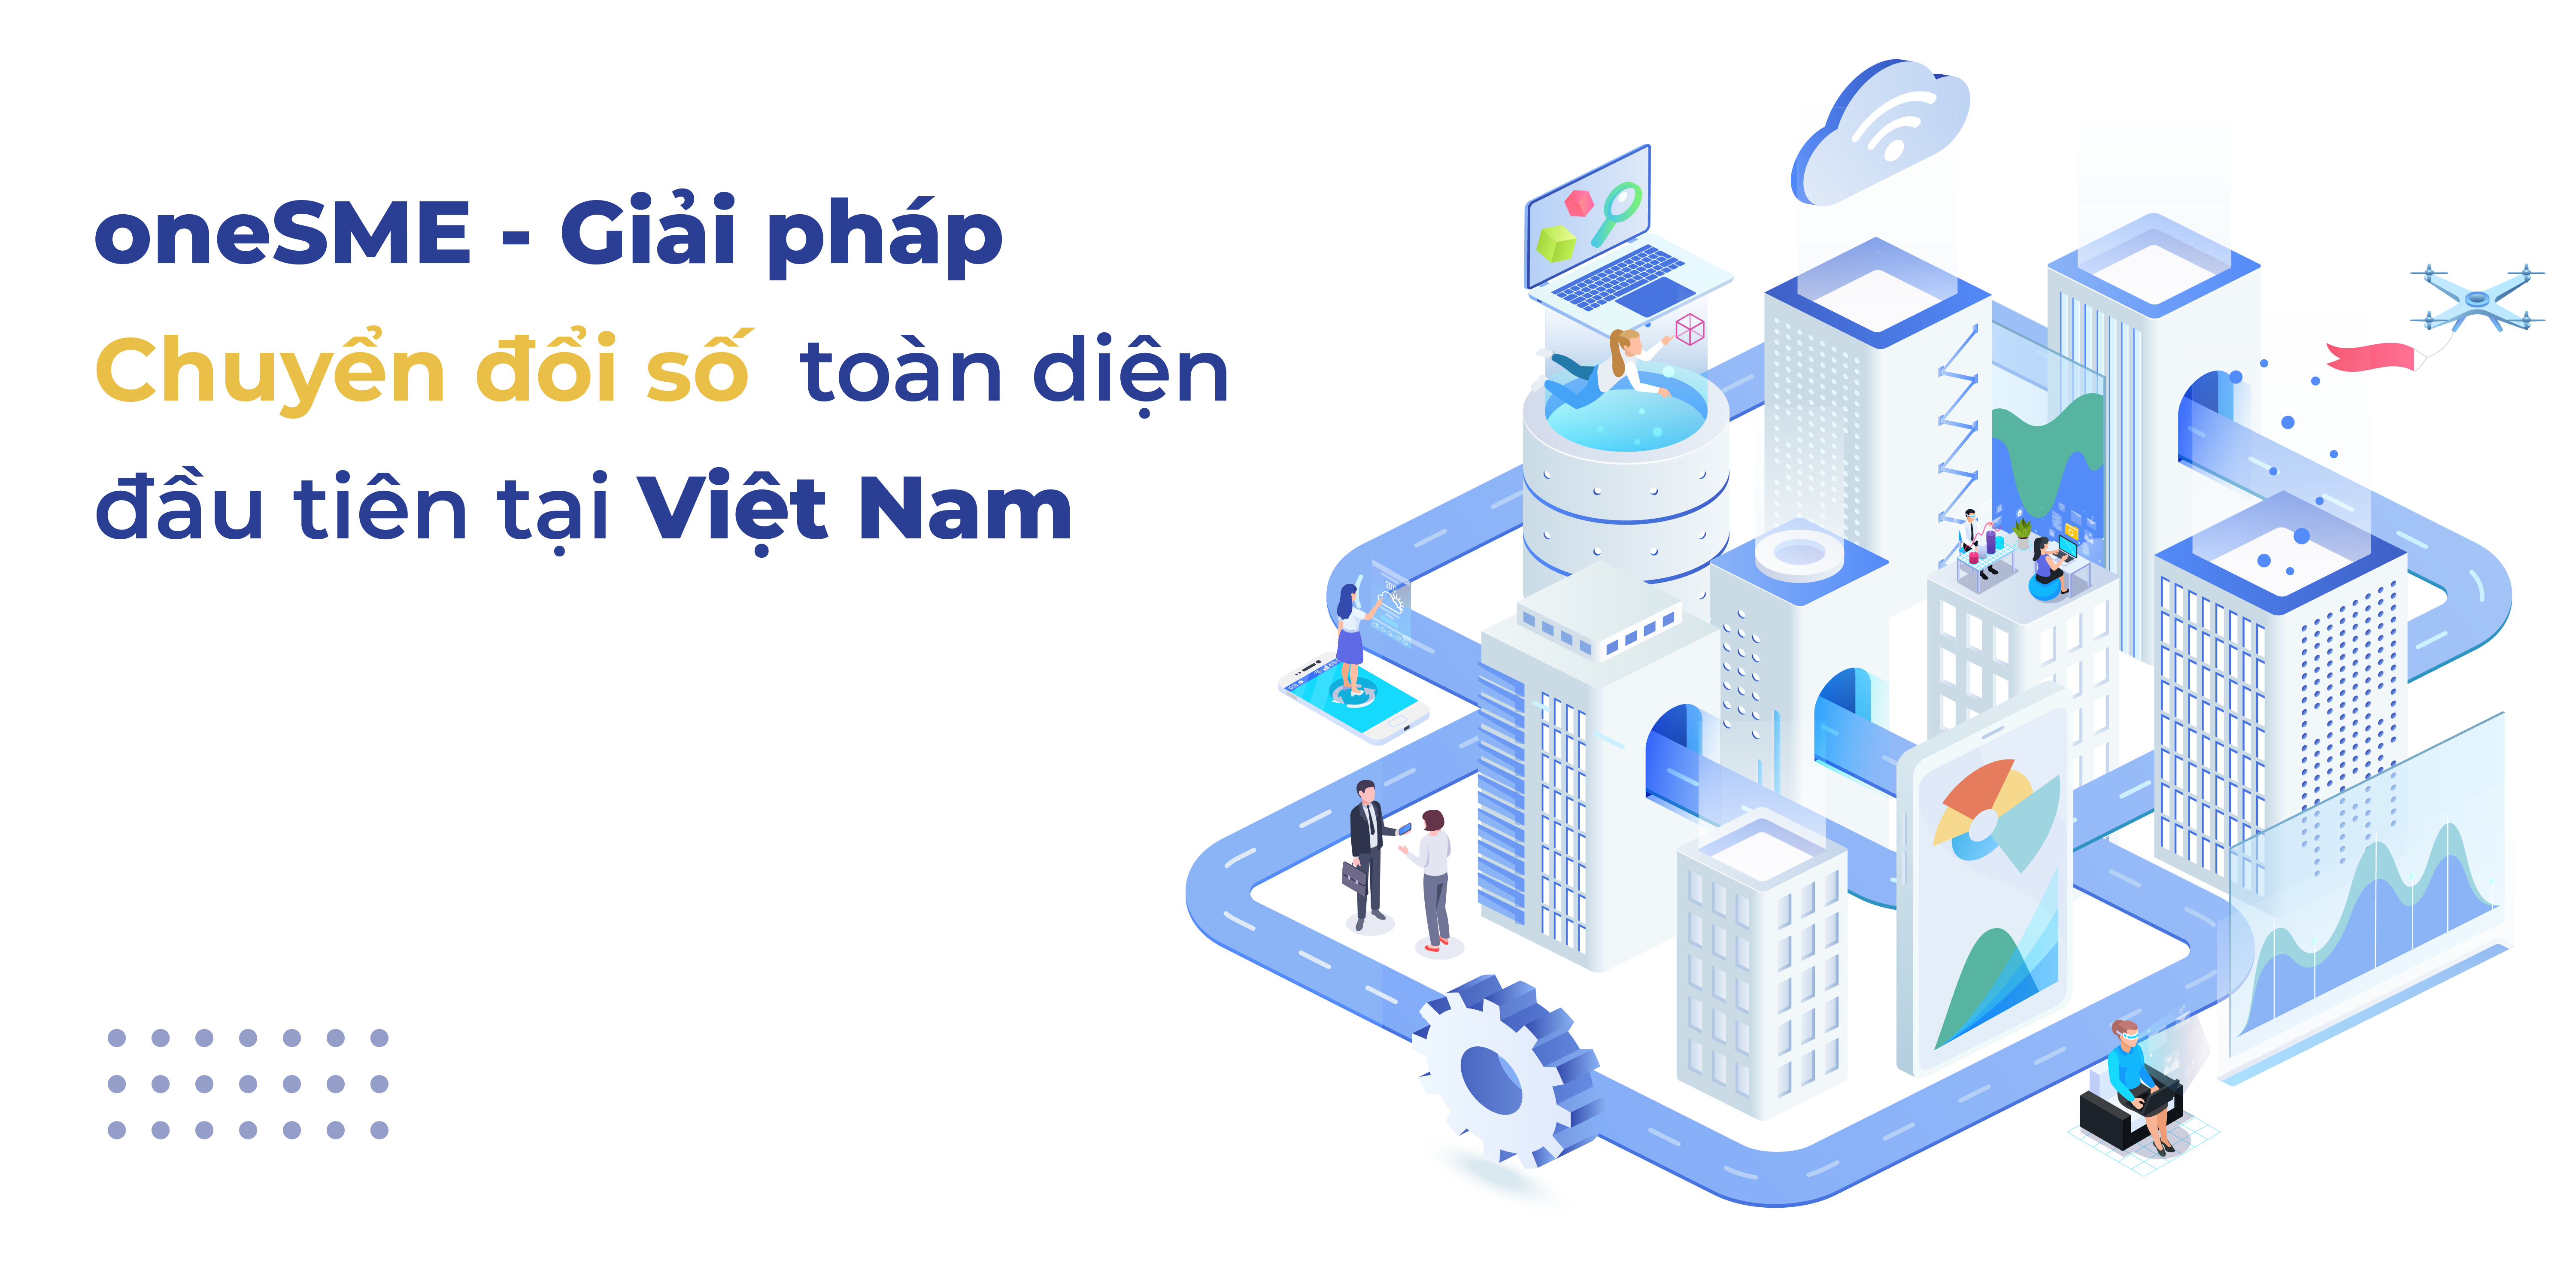 oneSME - Giải pháp
Chuyển đổi số toàn diện
đầu tiên tại Việt Nam